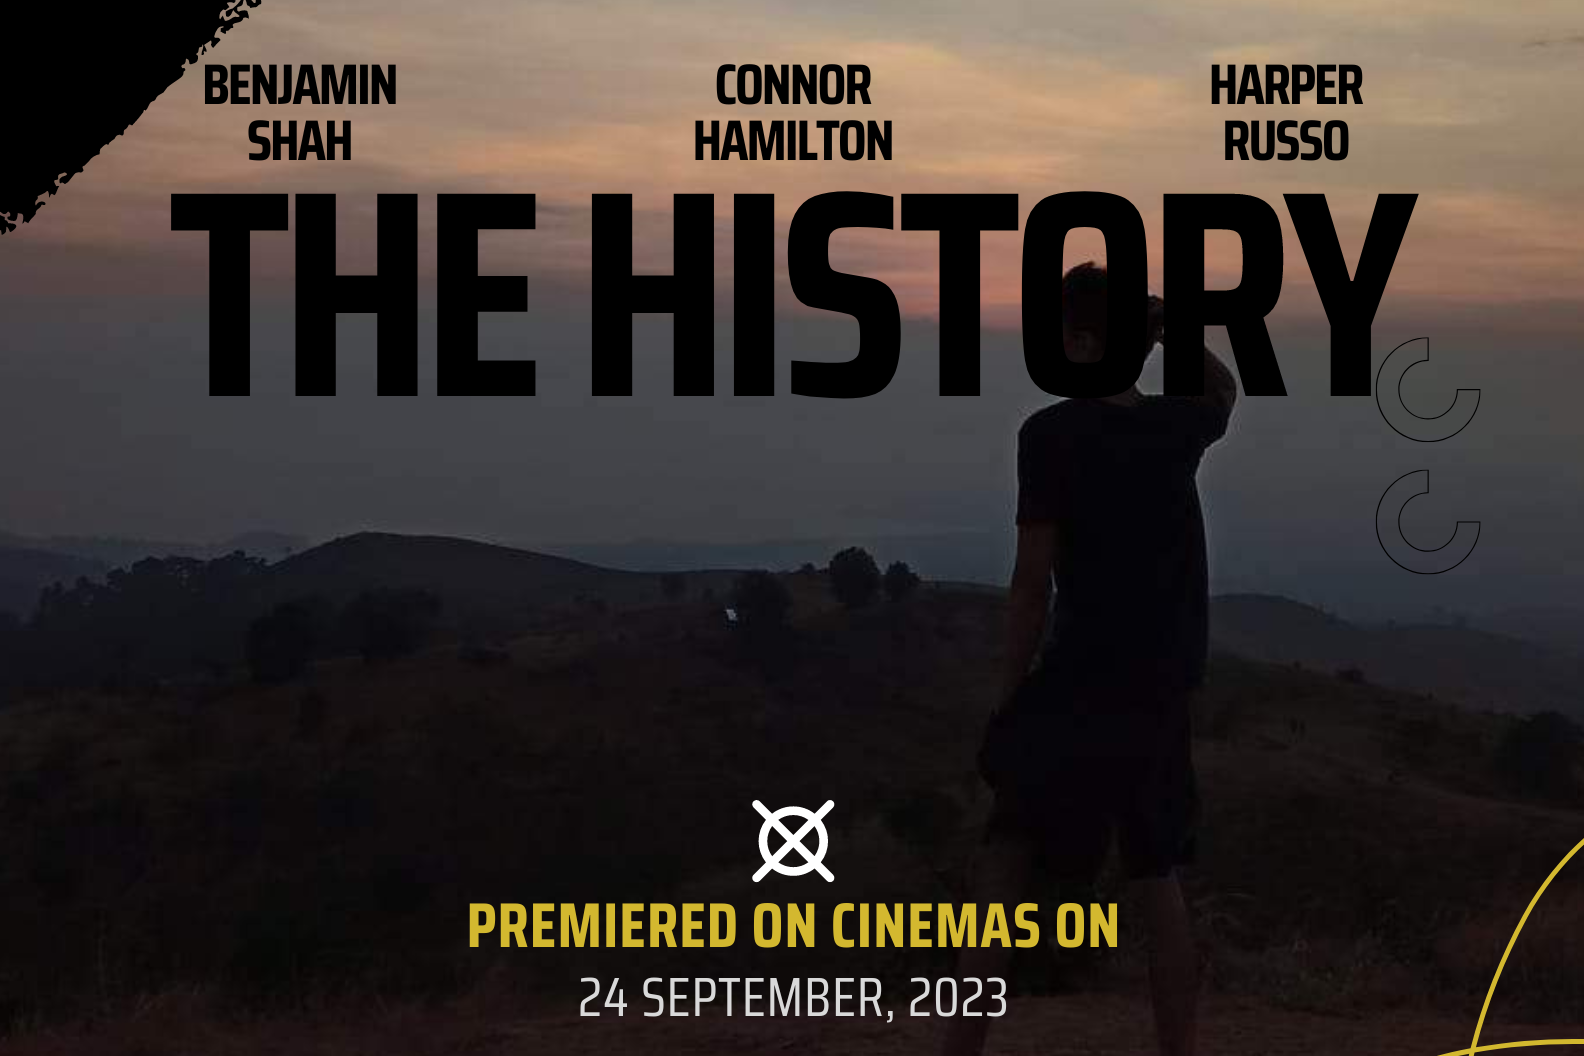 BENJAMIN
SHAH
CONNOR
HAMILTON
HARPER
RUSSO
THE HISTORY
PREMIERED ON CINEMAS ON
24 SEPTEMBER, 2023